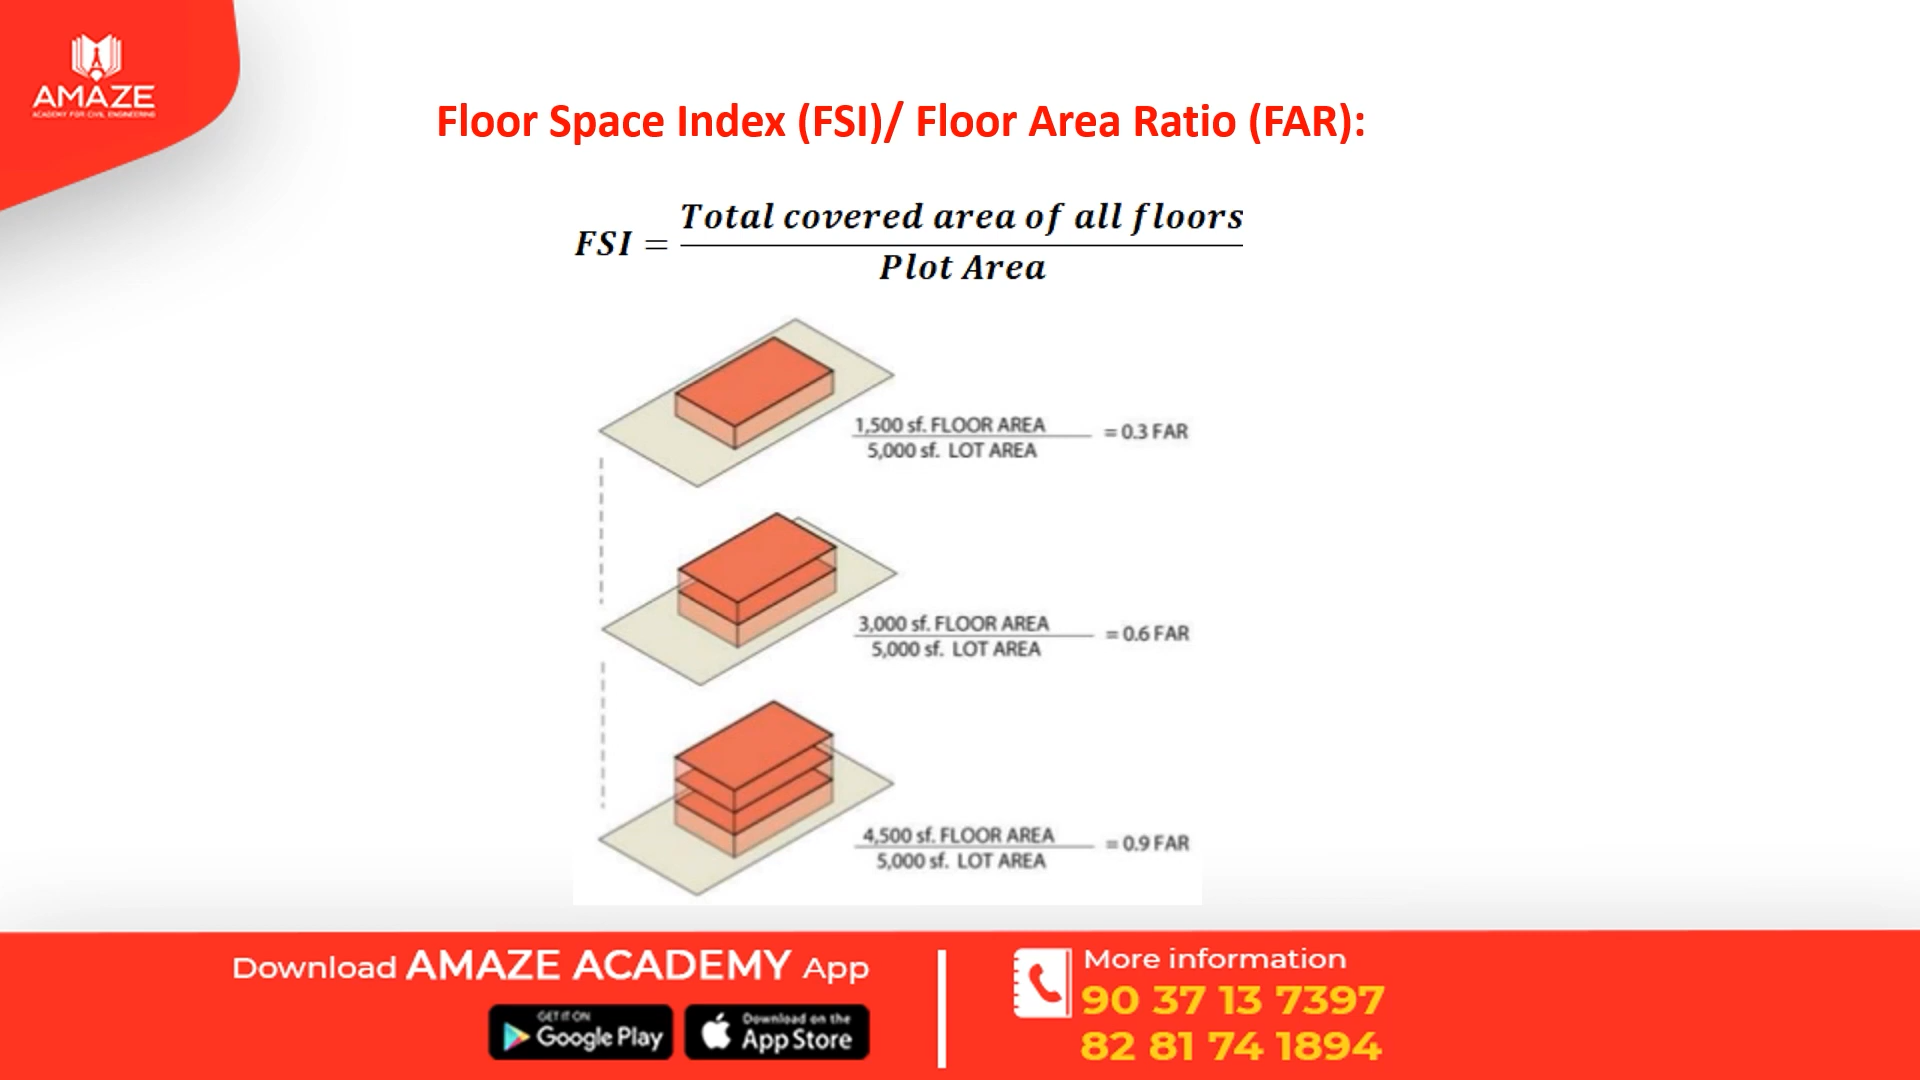 AMAZE
ACADEMY FOR CIVIL ENGINEERING
Floor Space Index (FSI)/ Floor Area Ratio (FAR):
FSI = Total covered area of all floors
Plot Area
1,500 sf. FLOOR AREA = 0.3 FAR
5,000 sf. LOT AREA
3,000 sf. FLOOR AREA = 0.6 FAR
5,000 sf. LOT AREA
4,500 sf. FLOOR AREA = 0.9 FAR
5,000 sf. LOT AREA
Download AMAZE ACADEMY App
GET IT ON
Google Play
Download on the
App Store
More information
90 37 13 7397
82 81 74 1894